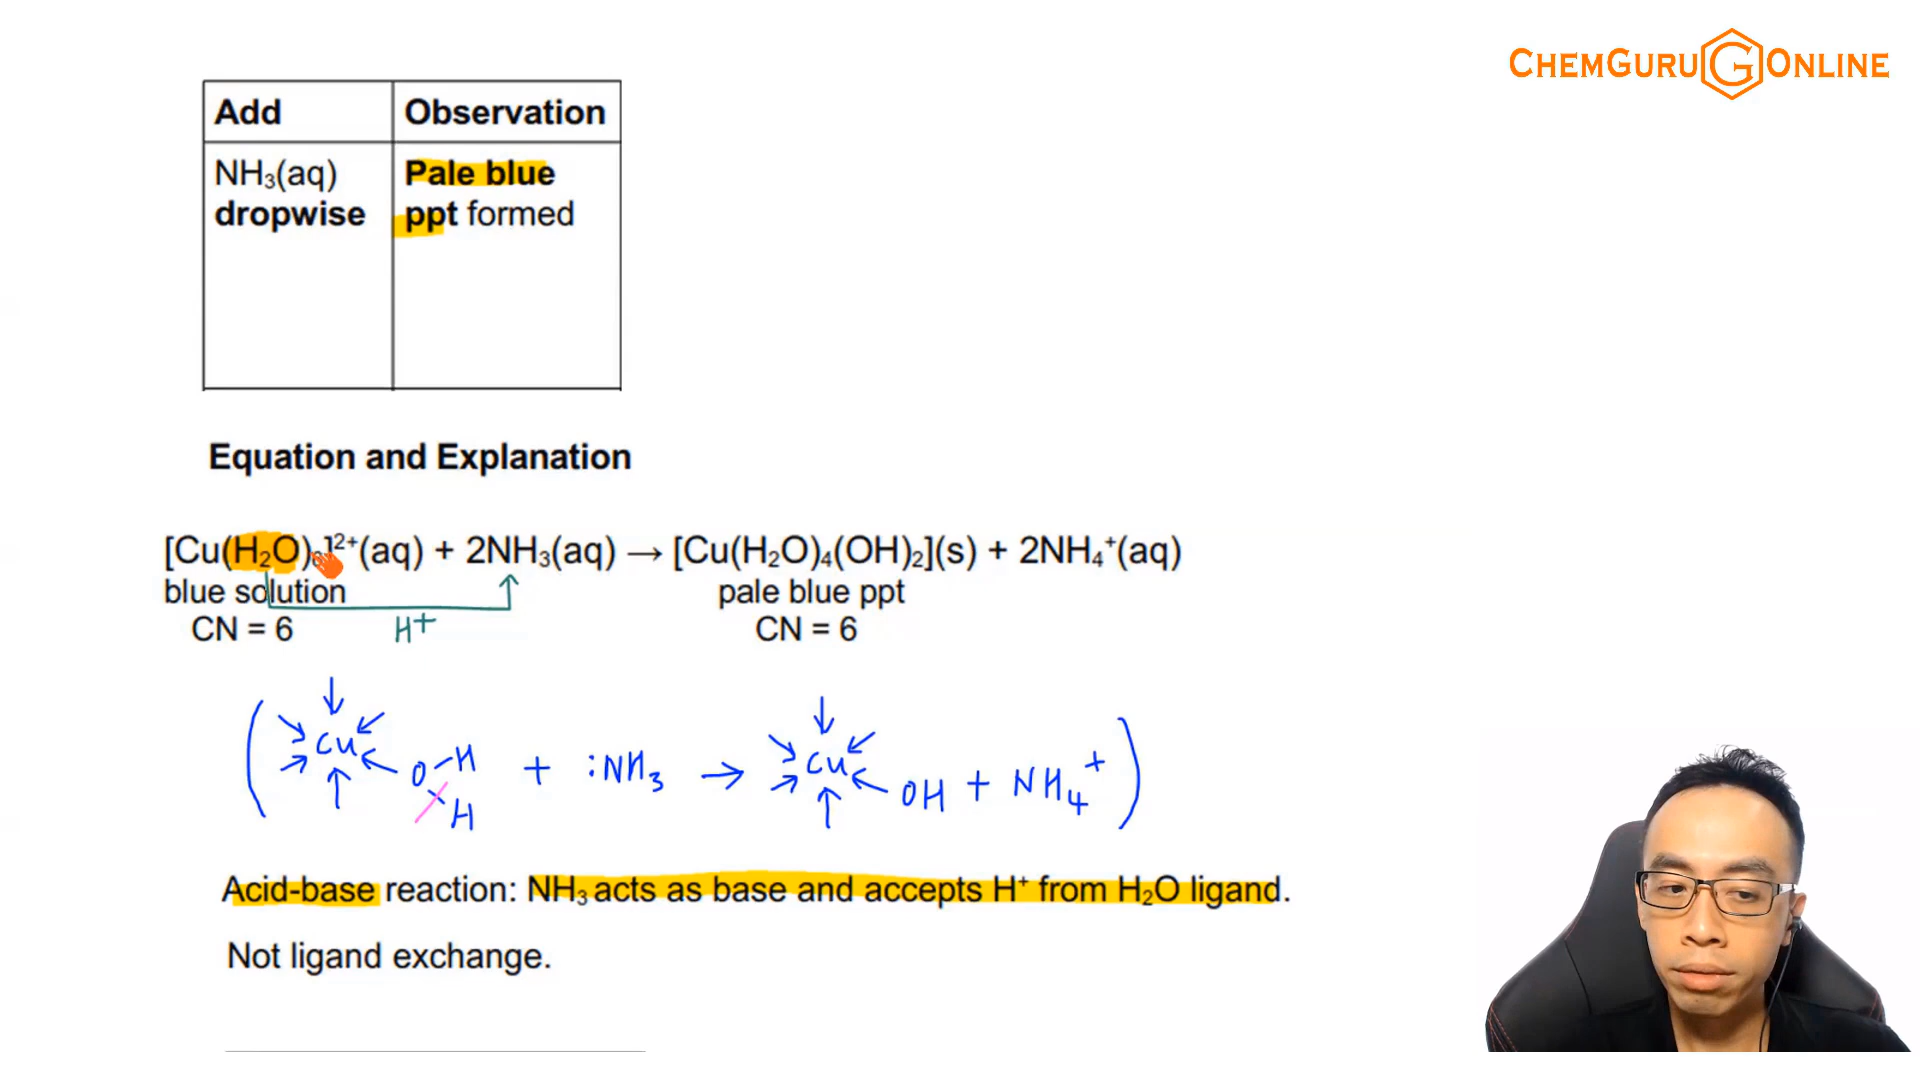 CHEMGURU G ONLINE
Add Observation
NH₃(aq) Pale blue
dropwise ppt formed
Equation and Explanation
[Cu(H₂O)₆]²⁺(aq) + 2NH₃(aq) → [Cu(H₂O)₄(OH)₂](s) + 2NH₄⁺(aq)
blue solution pale blue ppt
CN = 6 H+ CN = 6
( Cu O-H H + :NH₃ → Cu OH + NH₄⁺ )
Acid-base reaction: NH₃ acts as base and accepts H⁺ from H₂O ligand.
Not ligand exchange.